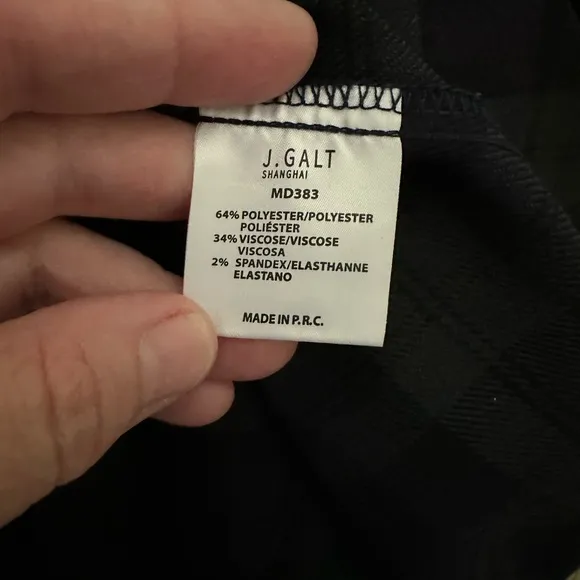 J.GALT
SHANGHAI
MD383
64% POLYESTER/POLYESTER
POLIÉSTER
34% VISCOSE/VISCOSE
VISCOSA
2% SPANDEX/ELASTHANNE
ELASTANO
MADE IN P.R.C.